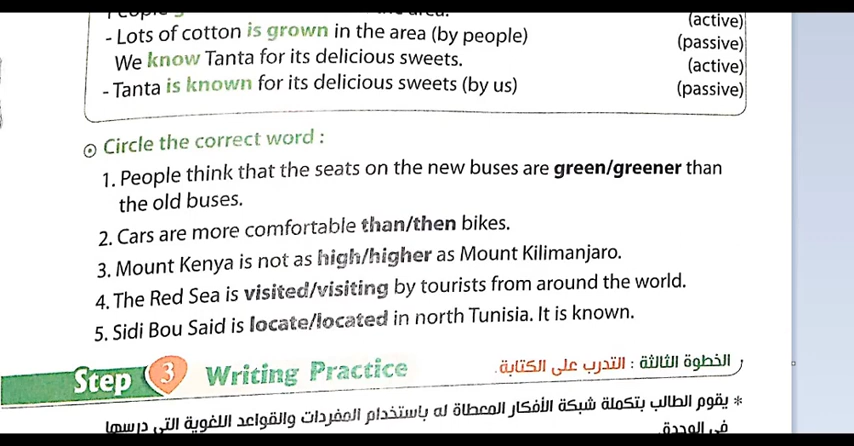 (active)
- Lots of cotton is grown in the area (by people)
(passive)
We know Tanta for its delicious sweets.
(active)
- Tanta is known for its delicious sweets (by us)
(passive)
Circle the correct word :
1. People think that the seats on the new buses are green/greener than
the old buses.
2. Cars are more comfortable than/then bikes.
3. Mount Kenya is not as high/higher as Mount Kilimanjaro.
4. The Red Sea is visited/visiting by tourists from around the world.
5. Sidi Bou Said is locate/located in north Tunisia. It is known.
Step 3 Writing Practice
الخطوة الثالثة : التدرب على الكتابة.
* يقوم الطالب بتكملة شبكة الأفكار المعطاة له باستخدام المفردات والقواعد اللغوية التى درسها
فى الوحدة